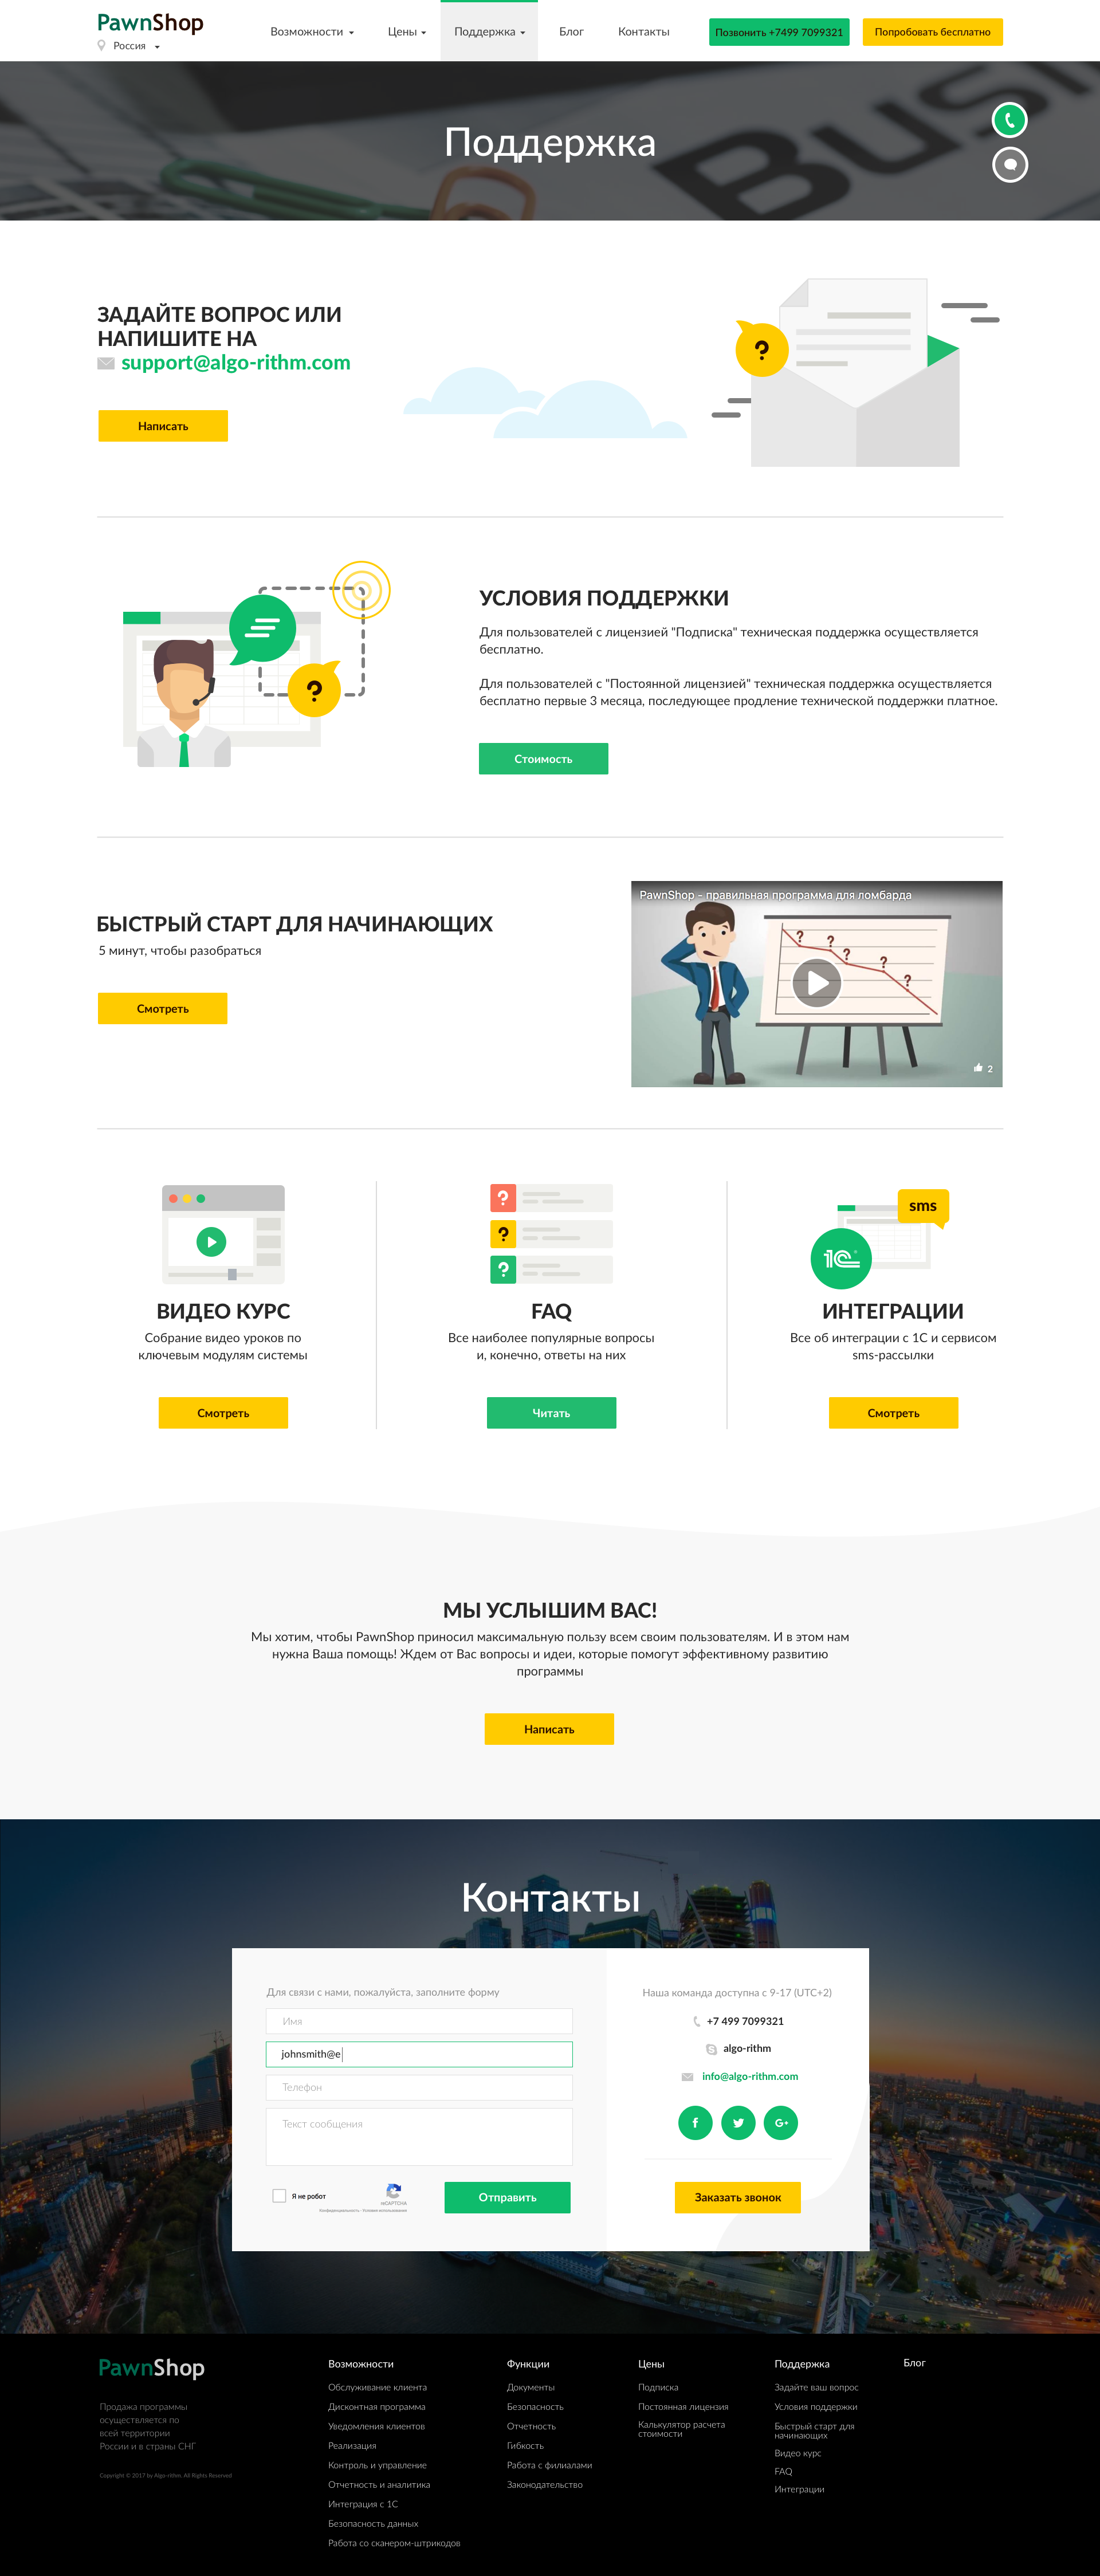 PawnShop
Россия
Возможности
Цены
Поддержка
Блог
Контакты
Позвонить +7499 7099321
Попробовать бесплатно
Поддержка
ЗАДАЙТЕ ВОПРОС ИЛИ
НАПИШИТЕ НА
support@algo-rithm.com
Написать
?
?
УСЛОВИЯ ПОДДЕРЖКИ
Для пользователей с лицензией "Подписка" техническая поддержка осуществляется
бесплатно.
Для пользователей с "Постоянной лицензией" техническая поддержка осуществляется
бесплатно первые 3 месяца, последующее продление технической поддержки платное.
Стоимость
БЫСТРЫЙ СТАРТ ДЛЯ НАЧИНАЮЩИХ
5 минут, чтобы разобраться
Смотреть
PawnShop - правильная программа для ломбарда
? ? ? ? ?
2
?
?
?
sms
1С
ВИДЕО КУРС
Собрание видео уроков по
ключевым модулям системы
Смотреть
FAQ
Все наиболее популярные вопросы
и, конечно, ответы на них
Читать
ИНТЕГРАЦИИ
Все об интеграции с 1С и сервисом
sms-рассылки
Смотреть
МЫ УСЛЫШИМ ВАС!
Мы хотим, чтобы PawnShop приносил максимальную пользу всем своим пользователям. И в этом нам
нужна Ваша помощь! Ждем от Вас вопросы и идеи, которые помогут эффективному развитию
программы
Написать
Контакты
Для связи с нами, пожалуйста, заполните форму
Имя
johnsmith@e
Телефон
Текст сообщения
Я не робот
reCAPTCHA
Конфиденциальность - Условия использования
Отправить
Наша команда доступна с 9-17 (UTC+2)
+7 499 7099321
algo-rithm
info@algo-rithm.com
f
G+
Заказать звонок
PawnShop
Продажа программы
осуществляется по
всей территории
России и в страны СНГ
Copyright © 2017 by Algo-rithm. All Rights Reserved
Возможности
Обслуживание клиента
Дисконтная программа
Уведомления клиентов
Реализация
Контроль и управление
Отчетность и аналитика
Интеграция с 1С
Безопасность данных
Работа со сканером-штрикодов
Функции
Документы
Безопасность
Отчетность
Гибкость
Работа с филиалами
Законодательство
Цены
Подписка
Постоянная лицензия
Калькулятор расчета
стоимости
Поддержка
Задайте ваш вопрос
Условия поддержки
Быстрый старт для
начинающих
Видео курс
FAQ
Интеграции
Блог